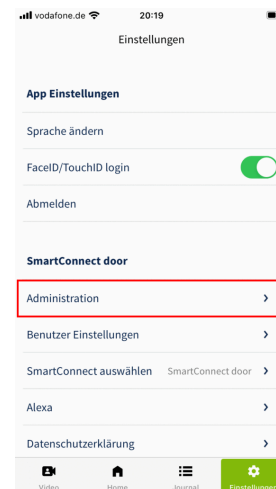 vodafone.de 20:19
Einstellungen
App Einstellungen
Sprache ändern
FaceID/TouchID login
Abmelden
SmartConnect door
Administration
Benutzer Einstellungen
SmartConnect auswählen SmartConnect door
Alexa
Datenschutzerklärung
Video Home Journal Einstellungen